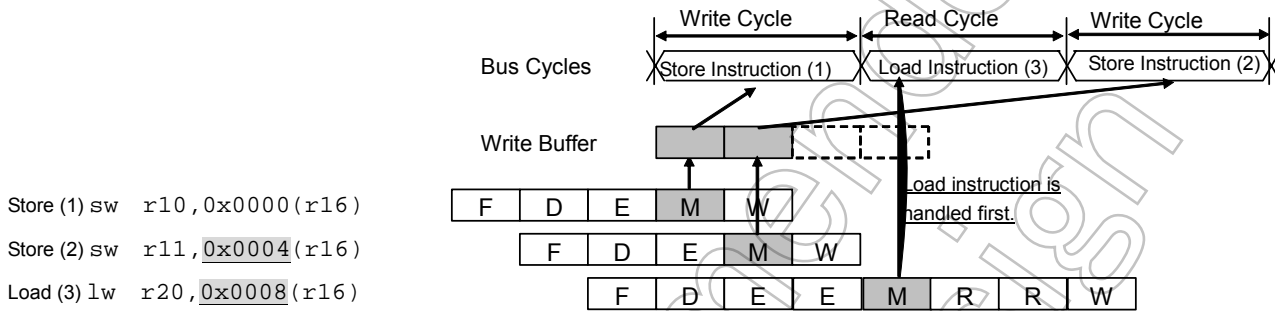 Write Cycle Read Cycle Write Cycle
Bus Cycles Store Instruction (1) Load Instruction (3) Store Instruction (2)
Write Buffer
Load instruction is
handled first.
Store (1) sw r10,0x0000(r16) F D E M W
Store (2) sw r11,0x0004(r16) F D E M W
Load (3) lw r20,0x0008(r16) F D E E M R R W